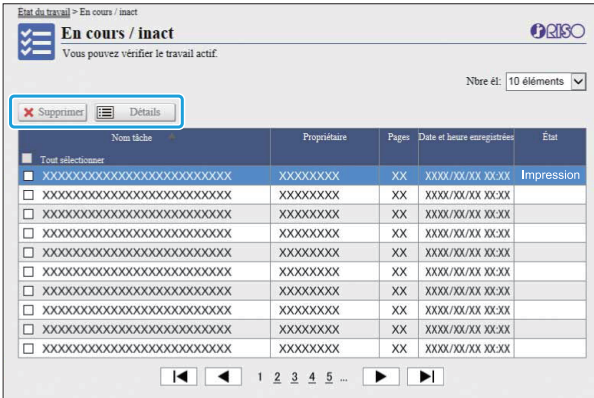 Etat du travail > En cours / inact
En cours / inact
RISO
Vous pouvez vérifier le travail actif.
Nbre él: 10 éléments
Supprimer Détails
Nom tâche Propriétaire Pages Date et heure enregistrées État
Tout sélectionner
XXXXXXXXXXXXXXXXXXXXXXXXX XXXXXXXX XX XXXX/XX/XX XX:XX Impression
XXXXXXXXXXXXXXXXXXXXXXXXX XXXXXXXX XX XXXX/XX/XX XX:XX
XXXXXXXXXXXXXXXXXXXXXXXXX XXXXXXXX XX XXXX/XX/XX XX:XX
XXXXXXXXXXXXXXXXXXXXXXXXX XXXXXXXX XX XXXX/XX/XX XX:XX
XXXXXXXXXXXXXXXXXXXXXXXXX XXXXXXXX XX XXXX/XX/XX XX:XX
XXXXXXXXXXXXXXXXXXXXXXXXX XXXXXXXX XX XXXX/XX/XX XX:XX
XXXXXXXXXXXXXXXXXXXXXXXXX XXXXXXXX XX XXXX/XX/XX XX:XX
XXXXXXXXXXXXXXXXXXXXXXXXX XXXXXXXX XX XXXX/XX/XX XX:XX
XXXXXXXXXXXXXXXXXXXXXXXXX XXXXXXXX XX XXXX/XX/XX XX:XX
XXXXXXXXXXXXXXXXXXXXXXXXX XXXXXXXX XX XXXX/XX/XX XX:XX
1 2 3 4 5 ...